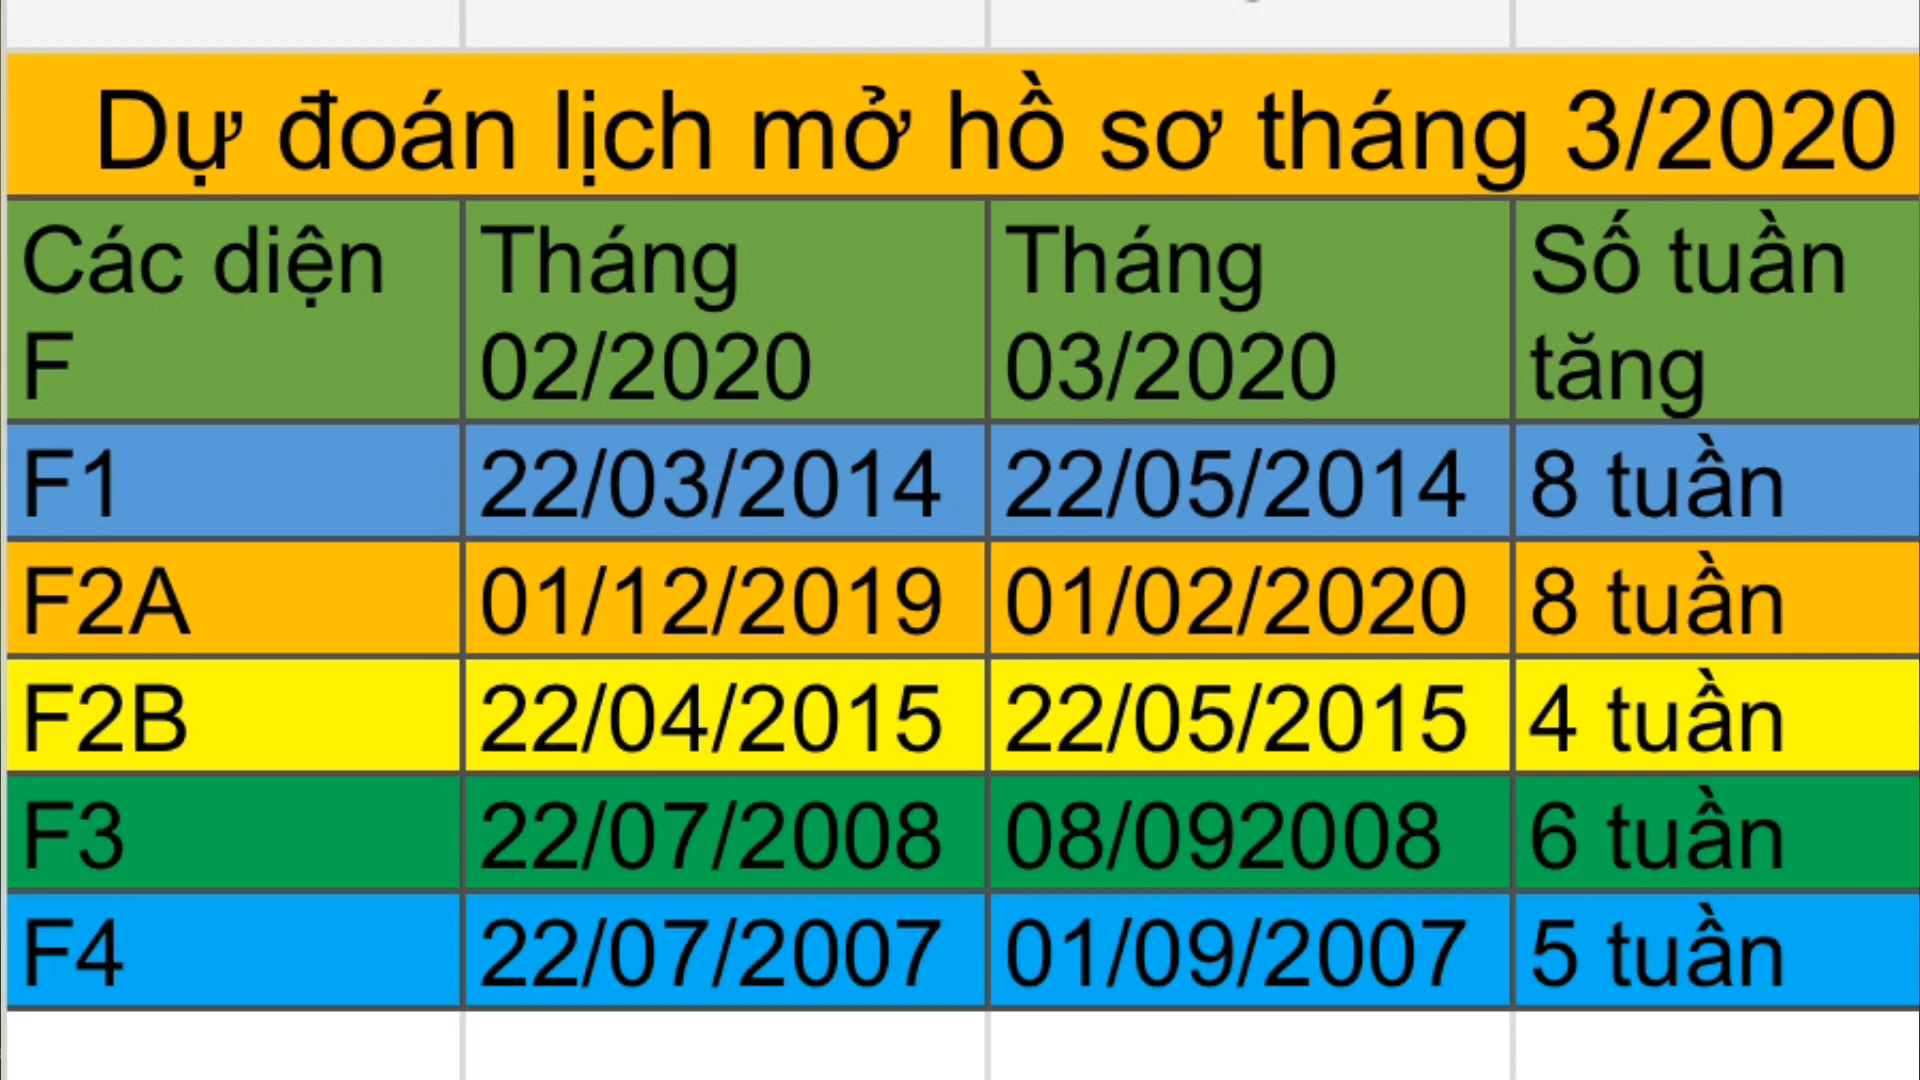 Dự đoán lịch mở hồ sơ tháng 3/2020
Các diện F
Tháng 02/2020
Tháng 03/2020
Số tuần tăng
F1 22/03/2014 22/05/2014 8 tuần
F2A 01/12/2019 01/02/2020 8 tuần
F2B 22/04/2015 22/05/2015 4 tuần
F3 22/07/2008 08/092008 6 tuần
F4 22/07/2007 01/09/2007 5 tuần